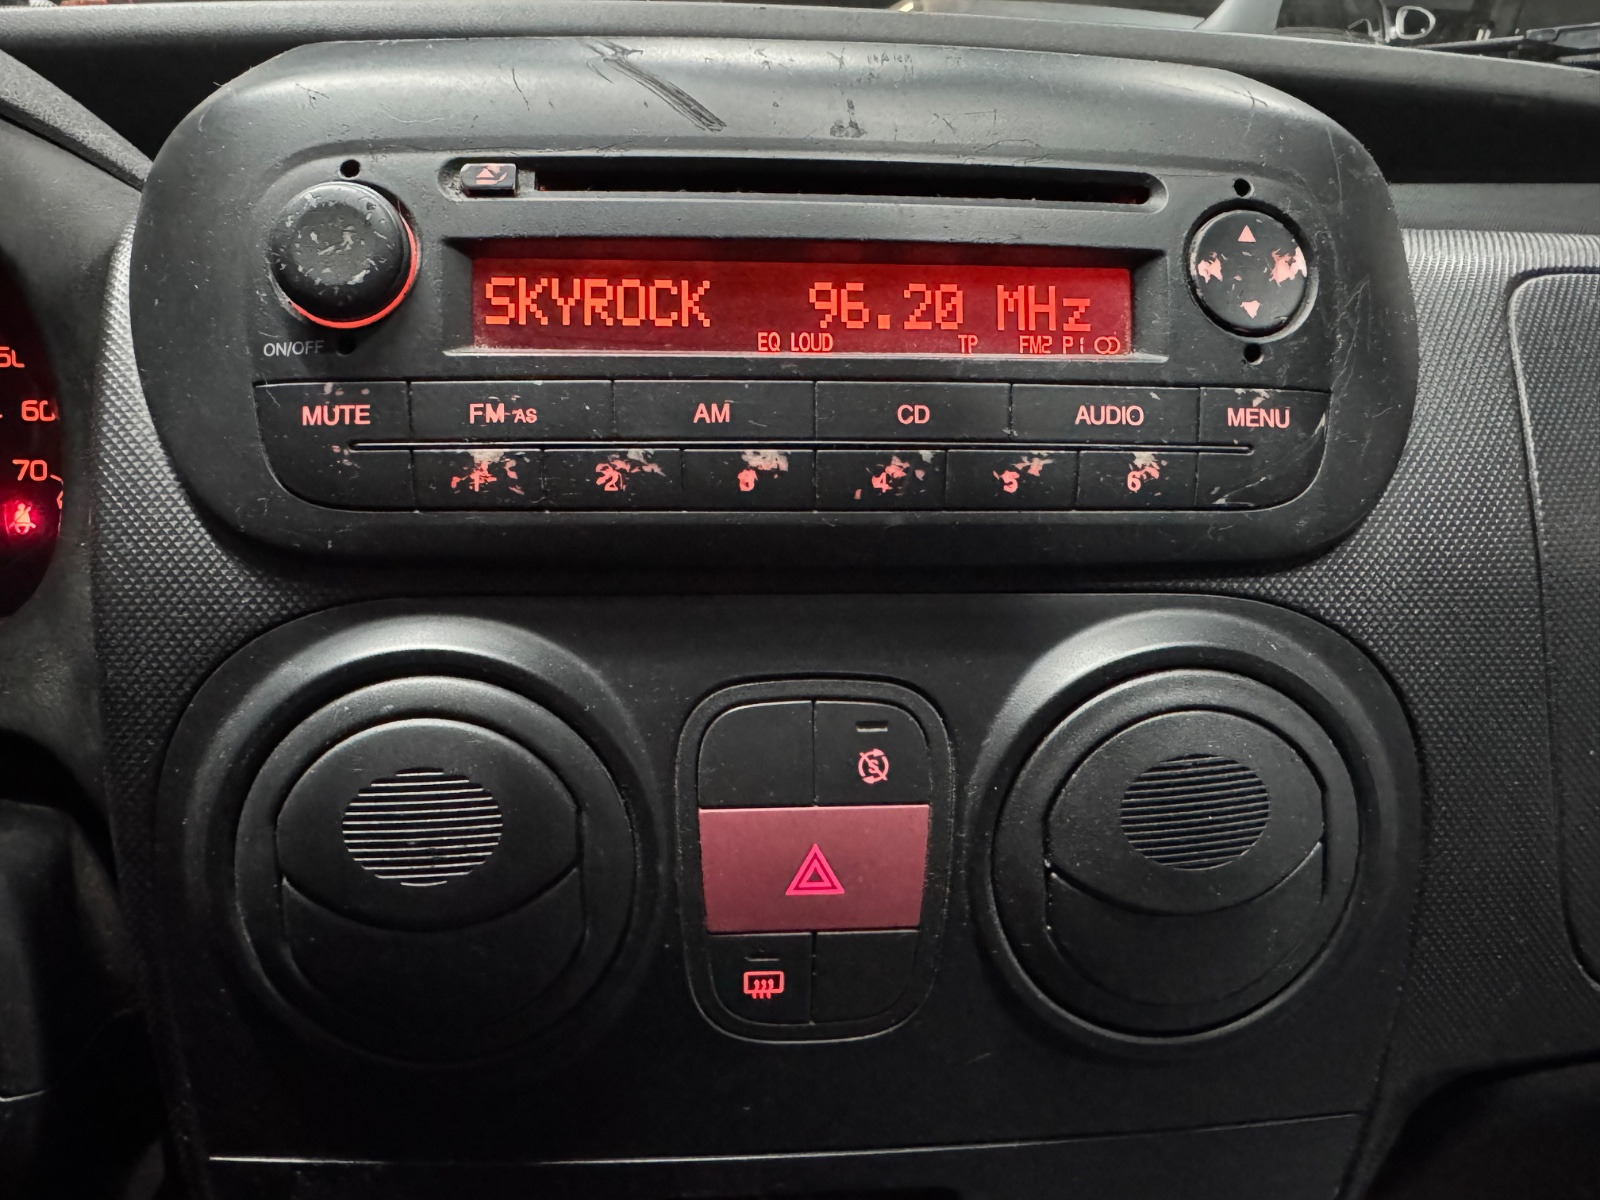 SKYROCK 96.20 MHz
EQ LOUD TP FM2 P1
ON/OFF
MUTE FM-AS AM CD AUDIO MENU
1 2 3 4 5 6
60
70